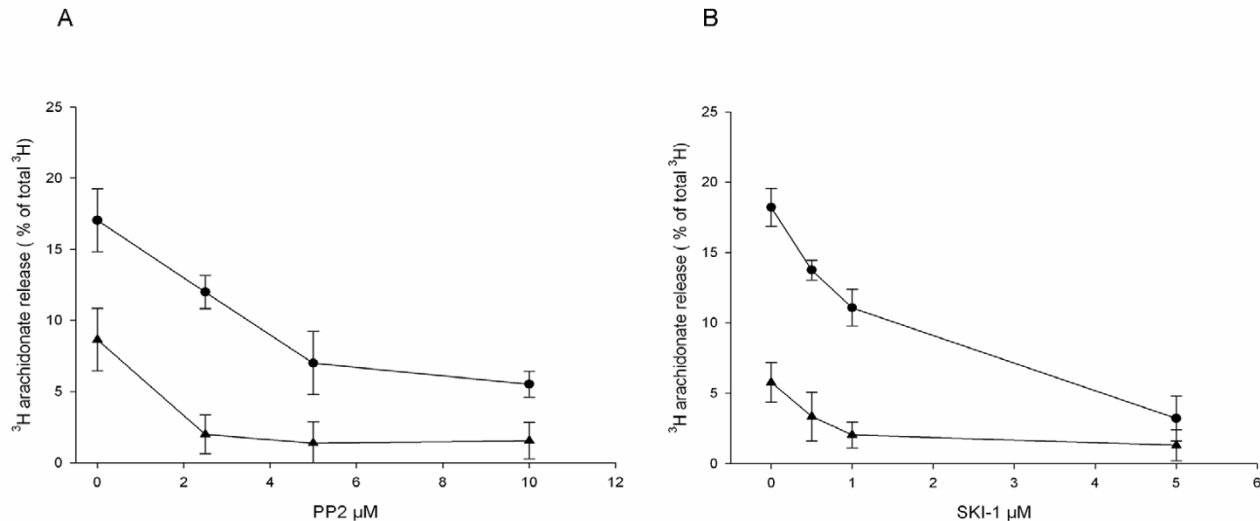 A
³H arachidonate release ( % of total ³H)
25
20
15
10
5
0
0 2 4 6 8 10 12
PP2 µM
B
³H arachidonate release ( % of total ³H)
25
20
15
10
5
0
0 1 2 3 4 5 6
SKI-1 µM